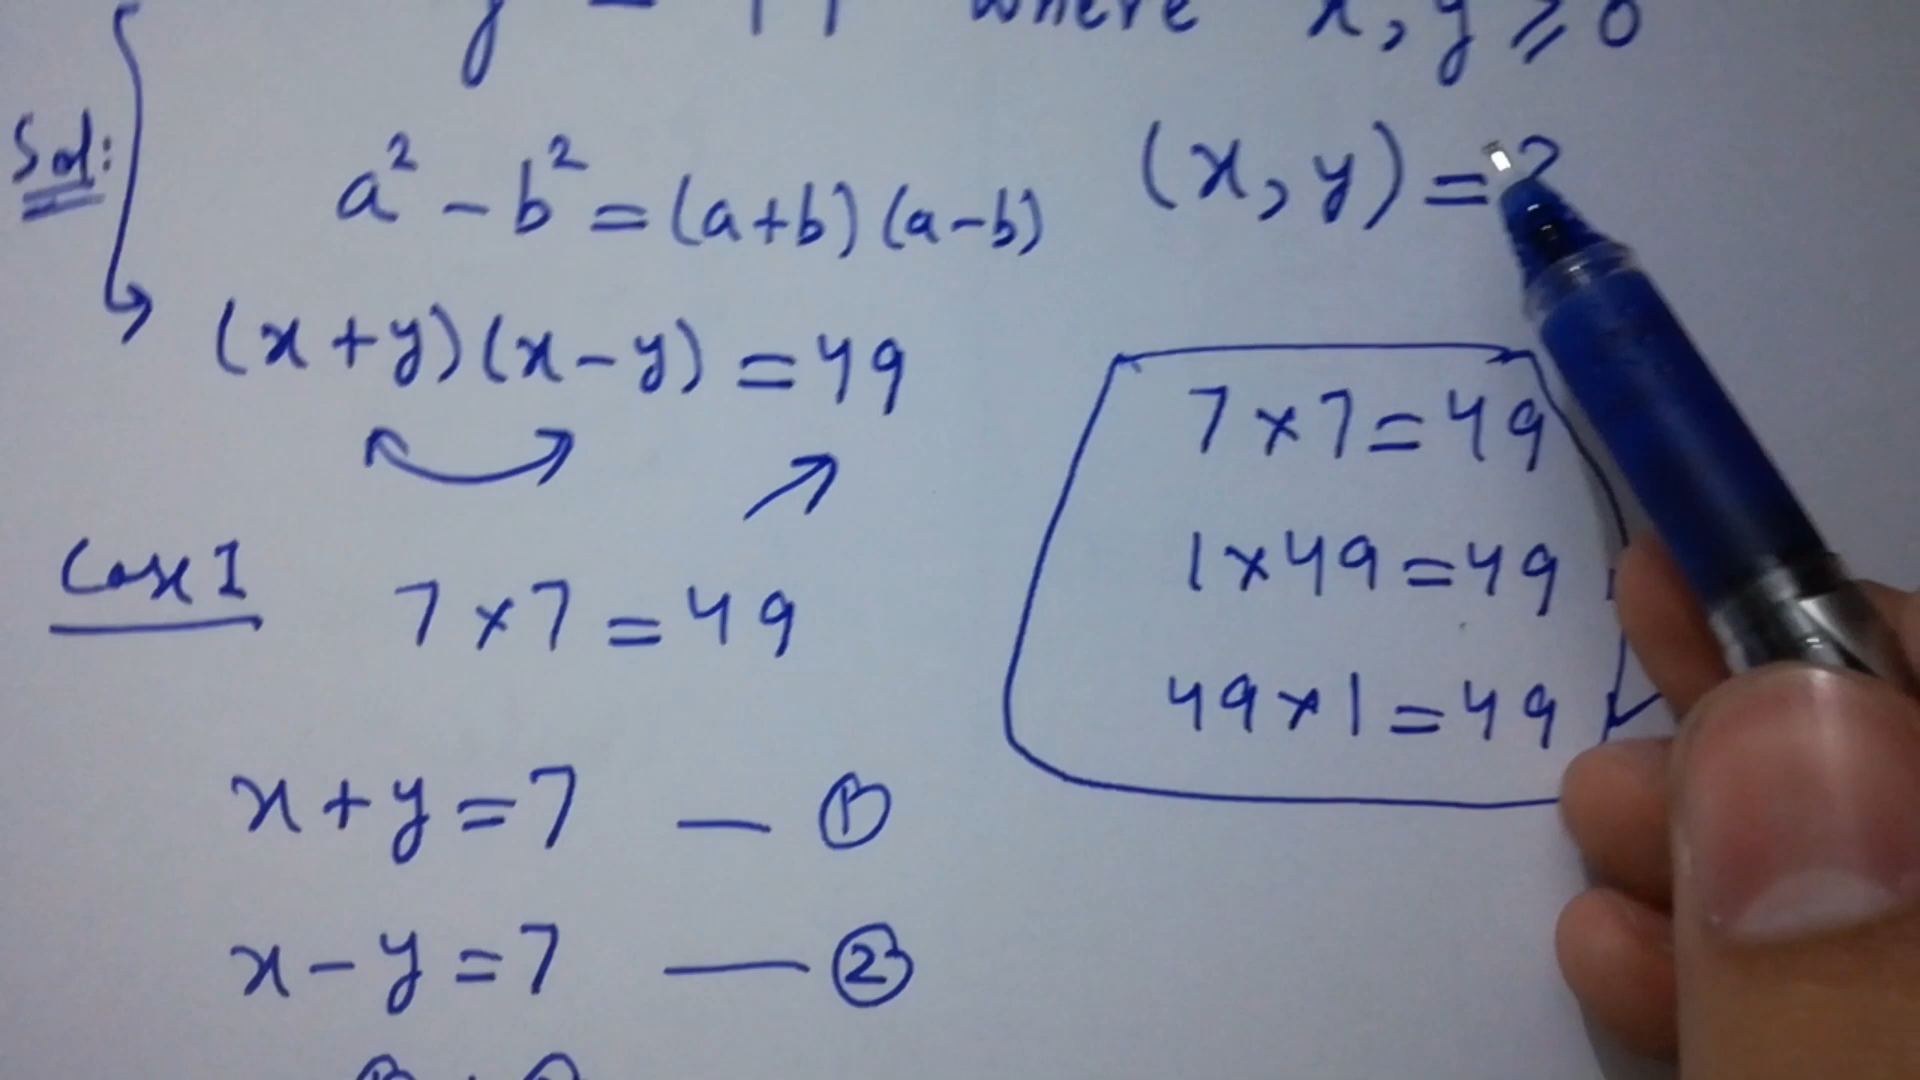 where x, y ≥ 0
Sol:
a² - b² = (a+b) (a-b)
(x, y) = ?
(x + y) (x - y) = 49
7 × 7 = 49
1 × 49 = 49
49 × 1 = 49
Case I
7 × 7 = 49
x + y = 7 — ①
x - y = 7 — ②